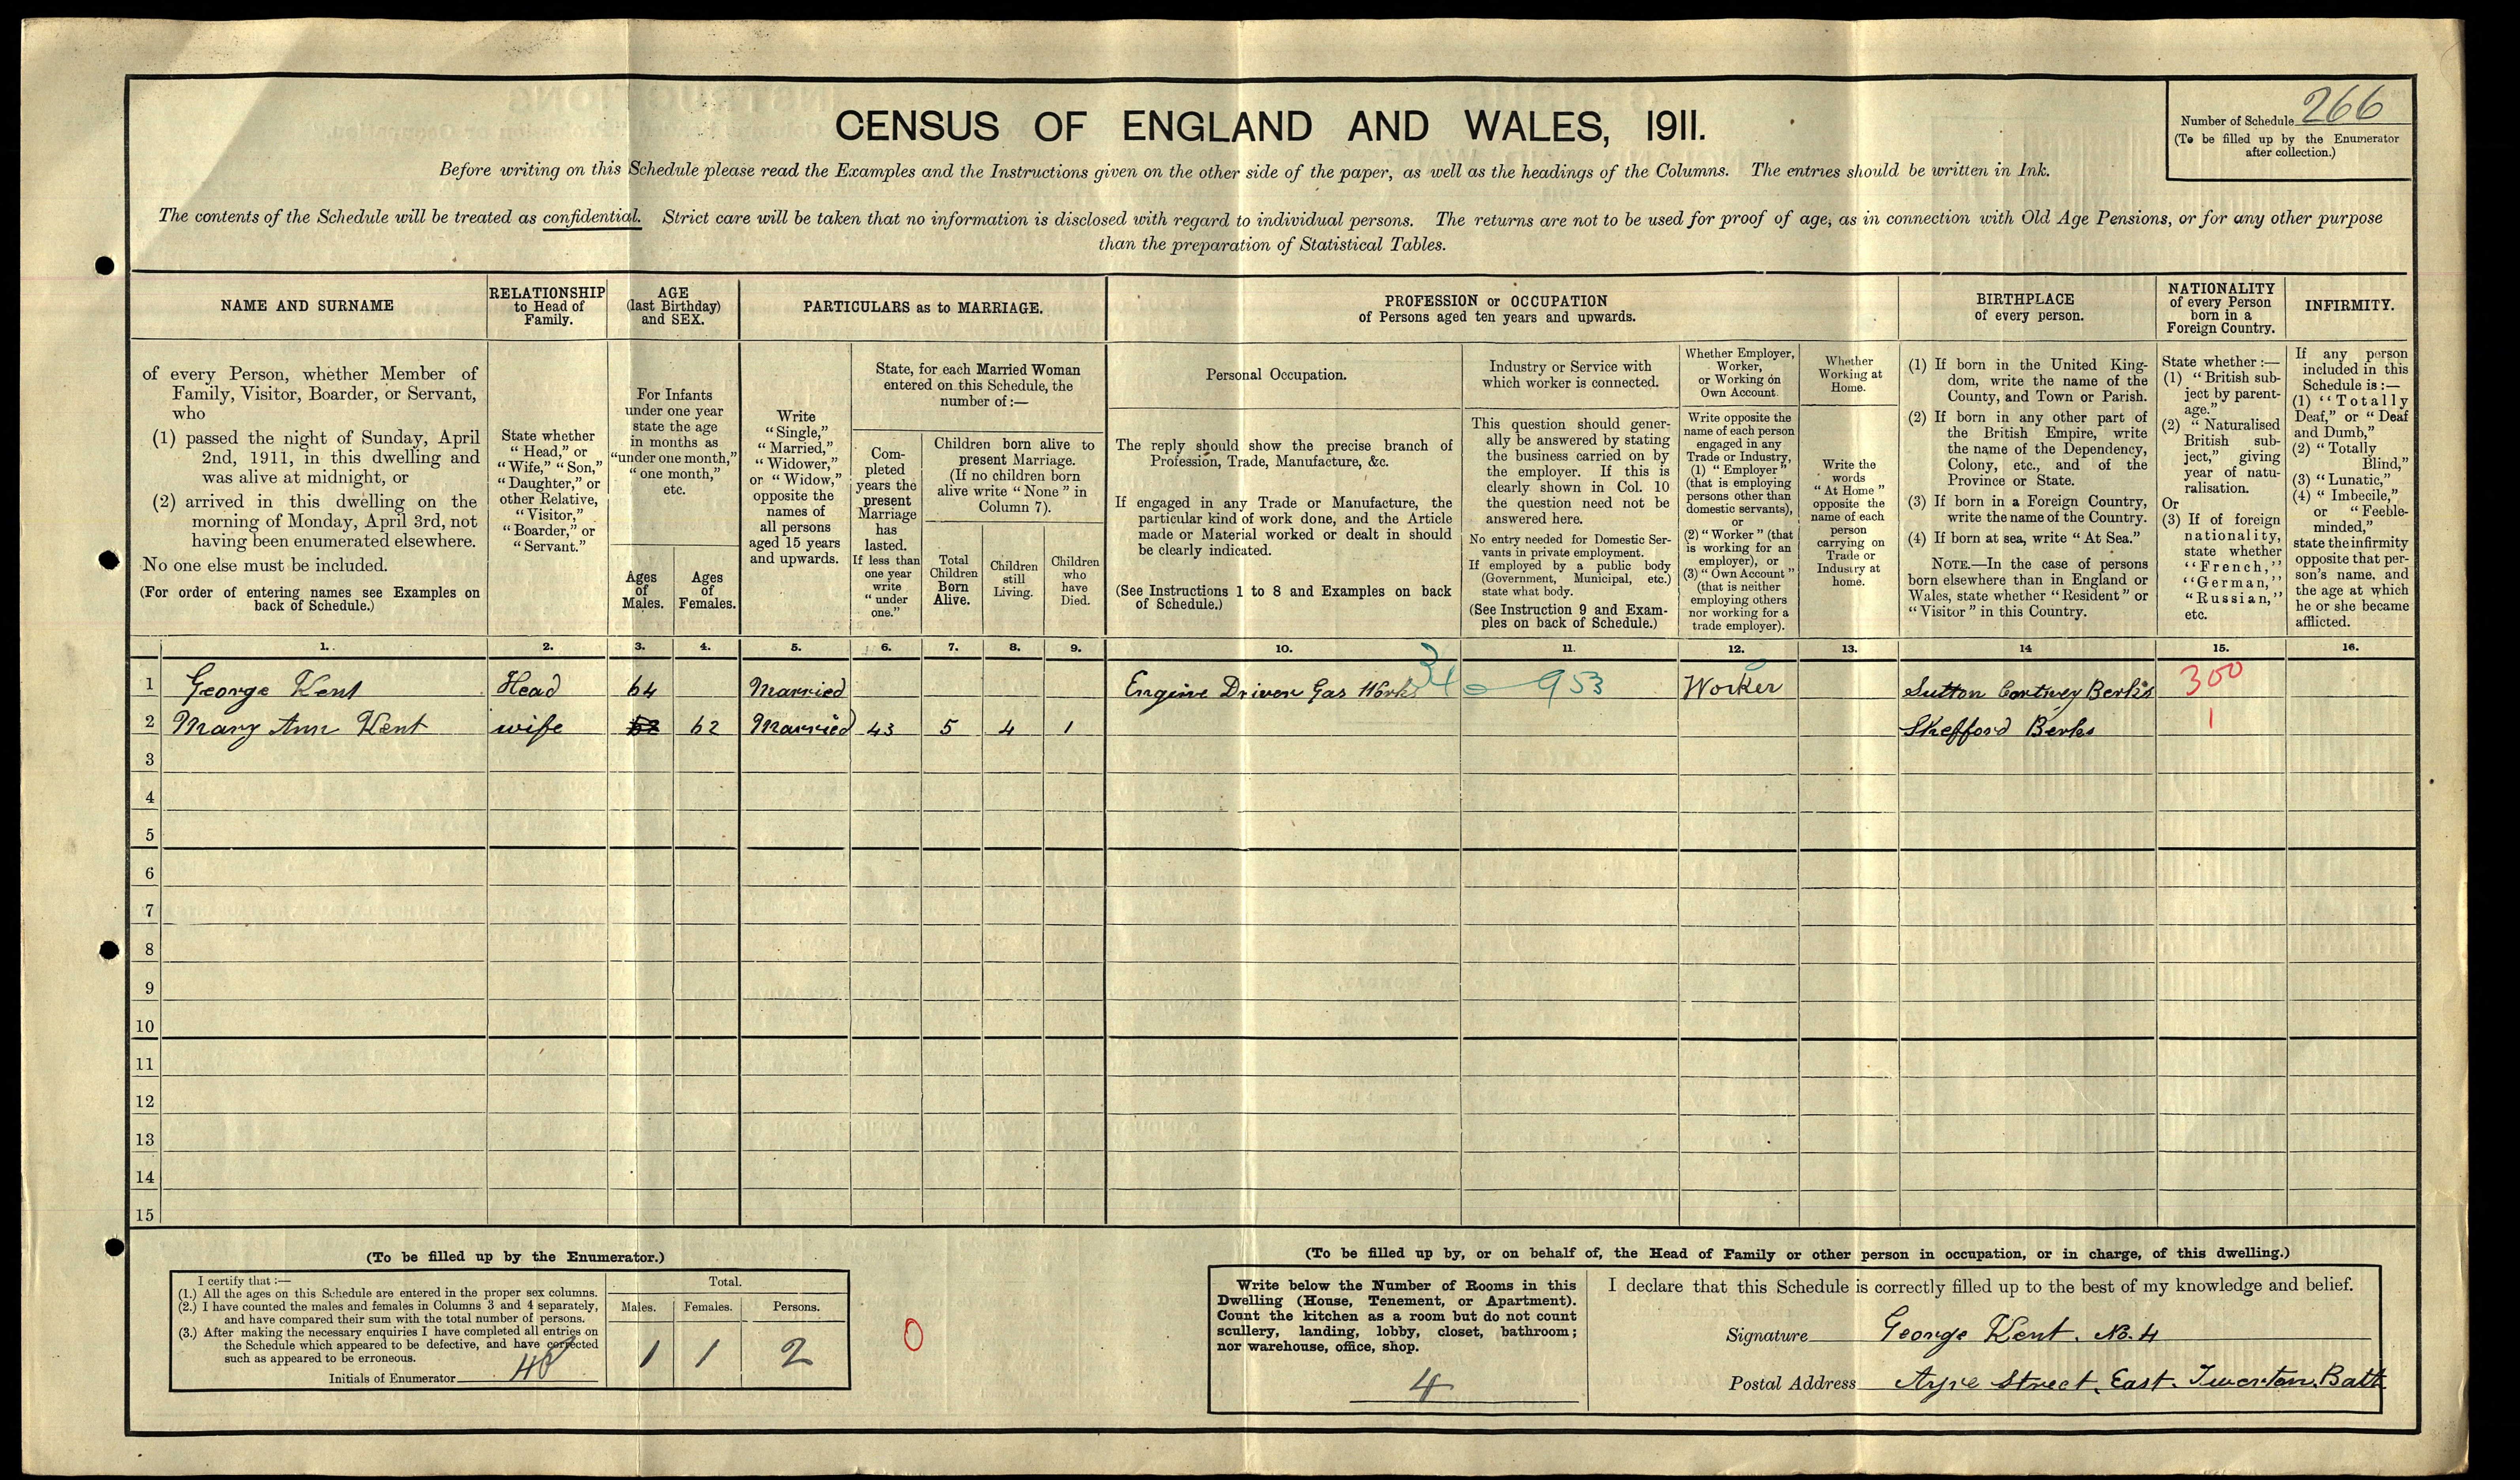 CENSUS OF ENGLAND AND WALES, 1911.
Number of Schedule 266
(To be filled up by the Enumerator
after collection.)
Before writing on this Schedule please read the Examples and the Instructions given on the other side of the paper, as well as the headings of the Columns. The entries should be written in Ink.
The contents of the Schedule will be treated as confidential. Strict care will be taken that no information is disclosed with regard to individual persons. The returns are not to be used for proof of age, as in connection with Old Age Pensions, or for any other purpose
than the preparation of Statistical Tables.
NAME AND SURNAME
of every Person, whether Member of
Family, Visitor, Boarder, or Servant,
who
(1) passed the night of Sunday, April
2nd, 1911, in this dwelling and
was alive at midnight, or
(2) arrived in this dwelling on the
morning of Monday, April 3rd, not
having been enumerated elsewhere.
No one else must be included.
(For order of entering names see Examples on
back of Schedule.)
RELATIONSHIP
to Head of
Family.
State whether
"Head," or
"Wife," "Son,"
"Daughter," or
other Relative,
"Visitor,"
"Boarder," or
"Servant."
AGE
(last Birthday)
and SEX.
For Infants
under one year
state the age
in months as
"under one month,"
"one month,"
etc.
Ages
of
Males.
Ages
of
Females.
PARTICULARS as to MARRIAGE.
Write
"Single,"
"Married,"
"Widower,"
or "Widow,"
opposite the
names of
all persons
aged 15 years
and upwards.
State, for each Married Woman
entered on this Schedule, the
number of :—
Com-
pleted
years the
present
Marriage
has
lasted.
If less than
one year
write
"under
one."
Children born alive to
present Marriage.
(If no children born
alive write "None" in
Column 7).
Total
Children
Born
Alive.
Children
still
Living.
Children
who
have
Died.
PROFESSION or OCCUPATION
of Persons aged ten years and upwards.
Personal Occupation.
The reply should show the precise branch of
Profession, Trade, Manufacture, &c.
If engaged in any Trade or Manufacture, the
particular kind of work done, and the Article
made or Material worked or dealt in should
be clearly indicated.
(See Instructions 1 to 8 and Examples on back
of Schedule.)
Industry or Service with
which worker is connected.
This question should gener-
ally be answered by stating
the business carried on by
the employer. If this is
clearly shown in Col. 10
the question need not be
answered here.
No entry needed for Domestic Ser-
vants in private employment.
If employed by a public body
(Government, Municipal, etc.)
state what body.
(See Instruction 9 and Exam-
ples on back of Schedule.)
Whether Employer,
Worker,
or Working on
Own Account.
Write opposite the
name of each person
engaged in any
Trade or Industry,
(1) "Employer"
(that is employing
persons other than
domestic servants),
or
(2) "Worker" (that
is working for an
employer), or
(3) "Own Account"
(that is neither
employing others
nor working for a
trade employer).
Whether
Working at
Home.
Write the
words
"At Home"
opposite the
name of each
person
carrying on
Trade or
Industry at
home.
BIRTHPLACE
of every person.
(1) If born in the United King-
dom, write the name of the
County, and Town or Parish.
(2) If born in any other part of
the British Empire, write
the name of the Dependency,
Colony, etc., and of the
Province or State.
(3) If born in a Foreign Country,
write the name of the Country.
(4) If born at sea, write "At Sea."
NOTE.—In the case of persons
born elsewhere than in England or
Wales, state whether "Resident" or
"Visitor" in this Country.
NATIONALITY
of every Person
born in a
Foreign Country.
State whether :—
(1) "British sub-
ject by parent-
age."
(2) "Naturalised
British sub-
ject," giving
year of natu-
ralisation.
Or
(3) If of foreign
nationality,
state whether
"French,"
"German,"
"Russian,"
etc.
INFIRMITY.
If any person
included in this
Schedule is :—
(1) "Totally
Deaf," or "Deaf
and Dumb,"
(2) "Totally
Blind,"
(3) "Lunatic,"
(4) "Imbecile,"
or "Feeble-
minded,"
state the infirmity
opposite that per-
son's name, and
the age at which
he or she became
afflicted.
1. 2. 3. 4. 5. 6. 7. 8. 9. 10. 11. 12. 13. 14 15. 16.
1 George Kent Head 64 Married Engine Driver Gas Works 34 953 Worker Sutton Cortney Berks 300
2 Mary Ann Kent wife 62 Married 43 5 4 1 Shefford Berks 1
3
4
5
6
7
8
9
10
11
12
13
14
15
(To be filled up by the Enumerator.)
I certify that :—
(1.) All the ages on this Schedule are entered in the proper sex columns.
(2.) I have counted the males and females in Columns 3 and 4 separately,
and have compared their sum with the total number of persons.
(3.) After making the necessary enquiries I have completed all entries on
the Schedule which appeared to be defective, and have corrected
such as appeared to be erroneous.
Initials of Enumerator
Total.
Males. Females. Persons.
1 1 2
0
(To be filled up by, or on behalf of, the Head of Family or other person in occupation, or in charge, of this dwelling.)
Write below the Number of Rooms in this
Dwelling (House, Tenement, or Apartment).
Count the kitchen as a room but do not count
scullery, landing, lobby, closet, bathroom;
nor warehouse, office, shop.
4
I declare that this Schedule is correctly filled up to the best of my knowledge and belief.
Signature George Kent. No. 4
Postal Address Ayre Street, East. Twerton, Bath